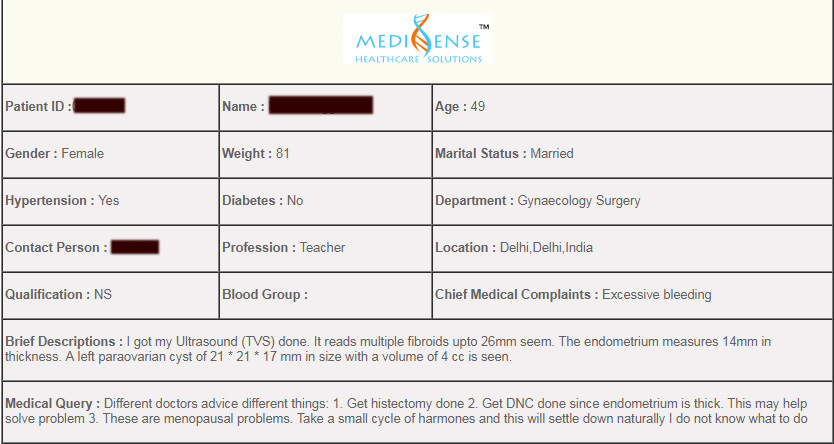 MEDISENSE™
HEALTHCARE SOLUTIONS
Patient ID :
Name :
Age : 49
Gender : Female
Weight : 81
Marital Status : Married
Hypertension : Yes
Diabetes : No
Department : Gynaecology Surgery
Contact Person :
Profession : Teacher
Location : Delhi,Delhi,India
Qualification : NS
Blood Group :
Chief Medical Complaints : Excessive bleeding
Brief Descriptions : I got my Ultrasound (TVS) done. It reads multiple fibroids upto 26mm seem. The endometrium measures 14mm in
thickness. A left paraovarian cyst of 21 * 21 * 17 mm in size with a volume of 4 cc is seen.
Medical Query : Different doctors advice different things: 1. Get histectomy done 2. Get DNC done since endometrium is thick. This may help
solve problem 3. These are menopausal problems. Take a small cycle of harmones and this will settle down naturally I do not know what to do